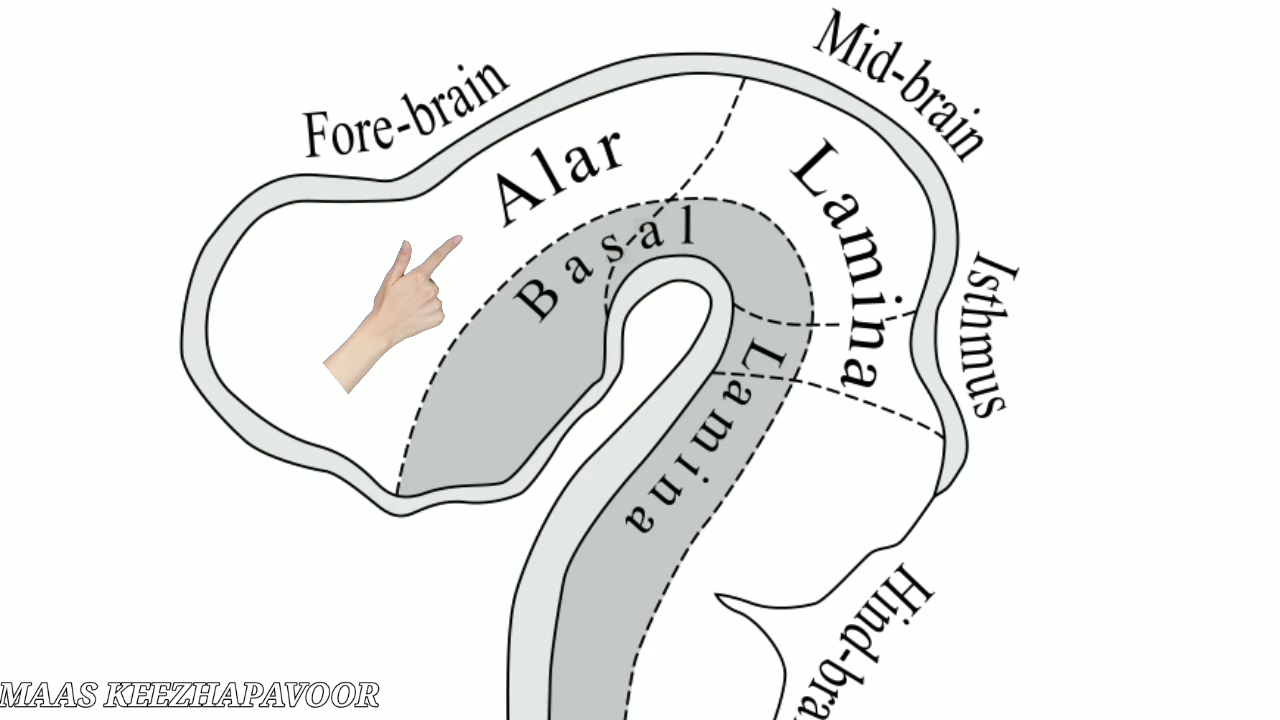 Fore-brain
Mid-brain
Alar
Lamina
Basal
Lamina
Isthmus
Hind-bra
MAAS KEEZHAPAVOOR